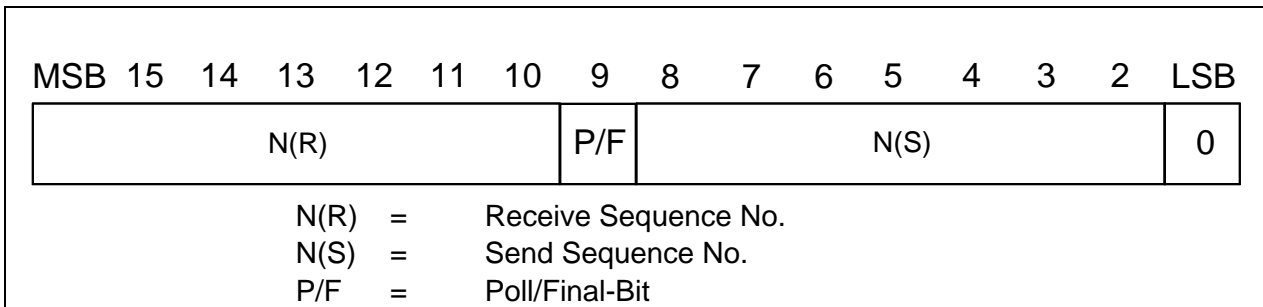 MSB 15 14 13 12 11 10 9 8 7 6 5 4 3 2 LSB
N(R) P/F N(S) 0
N(R) = Receive Sequence No.
N(S) = Send Sequence No.
P/F = Poll/Final-Bit